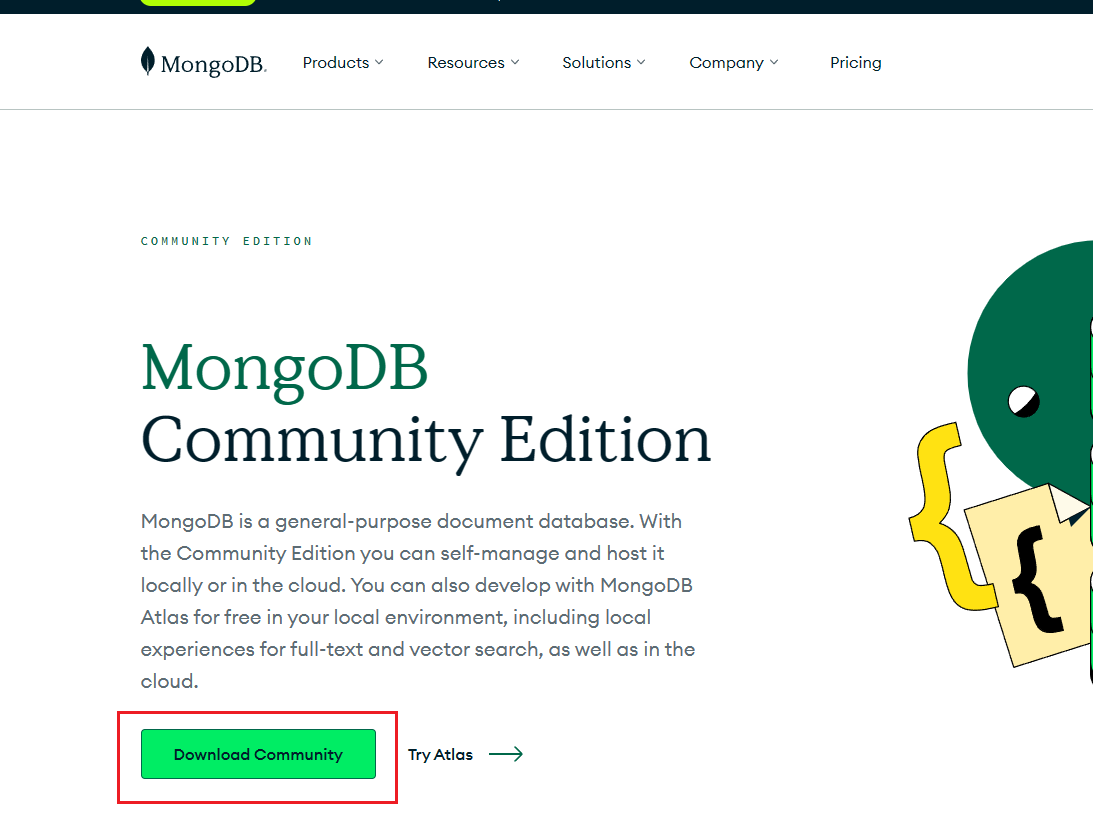 MongoDB.
Products
Resources
Solutions
Company
Pricing
COMMUNITY EDITION
MongoDB
Community Edition
MongoDB is a general-purpose document database. With
the Community Edition you can self-manage and host it
locally or in the cloud. You can also develop with MongoDB
Atlas for free in your local environment, including local
experiences for full-text and vector search, as well as in the
cloud.
Download Community
Try Atlas
{
{